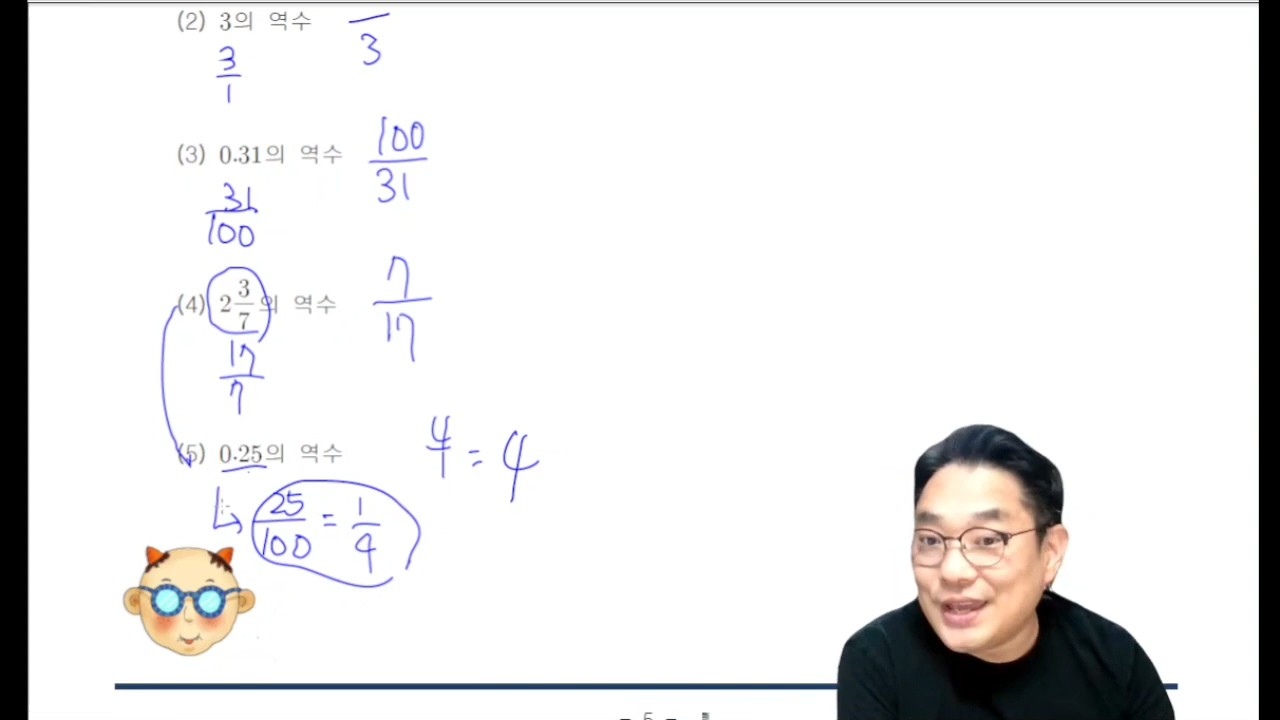 (2) 3의 역수
3
3
1
(3) 0.31의 역수
100
31
31
100
(4) 2 3/7의 역수
7
17
17
7
(5) 0.25의 역수
4/1 = 4
25/100 = 1/4
- 5 -